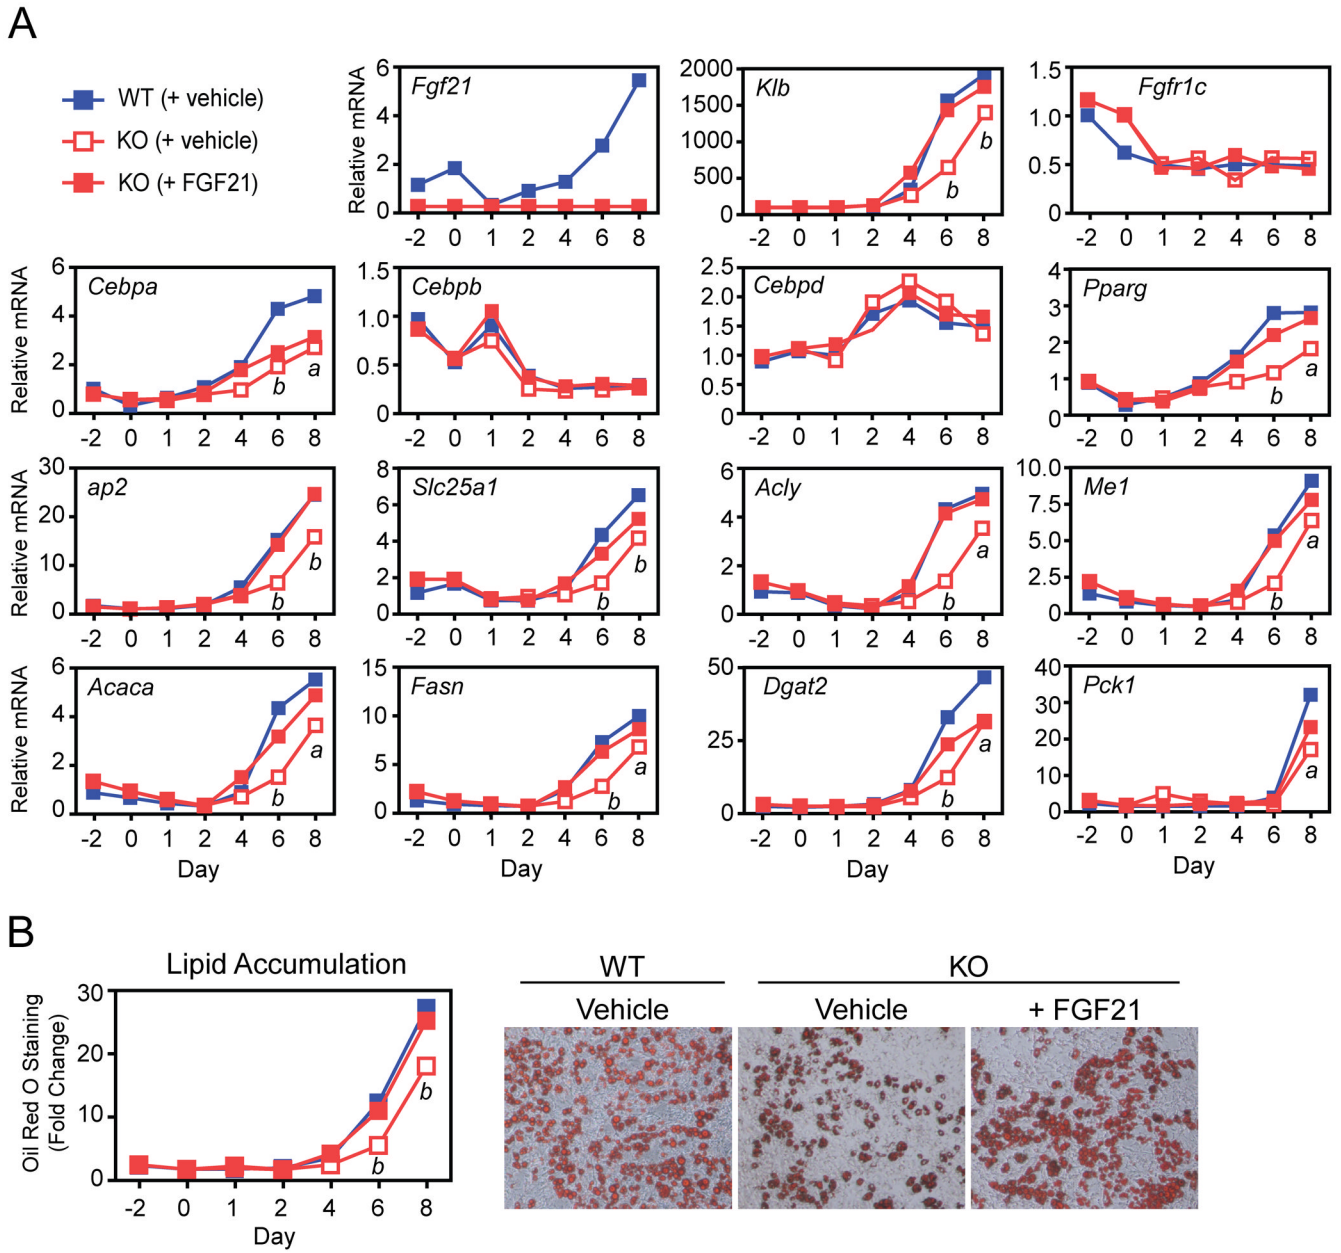 A
WT (+ vehicle)
KO (+ vehicle)
KO (+ FGF21)
Relative mRNA
Fgf21
6
4
2
0
-2 0 1 2 4 6 8
Klb
2000
1500
1000
500
0
b
b
-2 0 1 2 4 6 8
Fgfr1c
1.5
1.0
0.5
0
-2 0 1 2 4 6 8
Relative mRNA
Cebpa
6
4
2
0
b
a
-2 0 1 2 4 6 8
Cebpb
1.5
1.0
0.5
0
-2 0 1 2 4 6 8
Cebpd
2.5
2.0
1.5
1.0
0.5
0
-2 0 1 2 4 6 8
Pparg
4
3
2
1
0
b
a
-2 0 1 2 4 6 8
Relative mRNA
ap2
30
20
10
0
b
b
-2 0 1 2 4 6 8
Slc25a1
8
6
4
2
0
b
b
-2 0 1 2 4 6 8
Acly
6
4
2
0
b
a
-2 0 1 2 4 6 8
Me1
10.0
7.5
5.0
2.5
0
b
a
-2 0 1 2 4 6 8
Relative mRNA
Acaca
6
4
2
0
b
a
-2 0 1 2 4 6 8
Day
Fasn
15
10
5
0
b
a
-2 0 1 2 4 6 8
Day
Dgat2
50
25
0
b
a
-2 0 1 2 4 6 8
Day
Pck1
40
30
20
10
0
a
-2 0 1 2 4 6 8
Day
B
Lipid Accumulation
Oil Red O Staining
(Fold Change)
30
20
10
0
b
b
-2 0 1 2 4 6 8
Day
WT
KO
Vehicle
Vehicle
+ FGF21